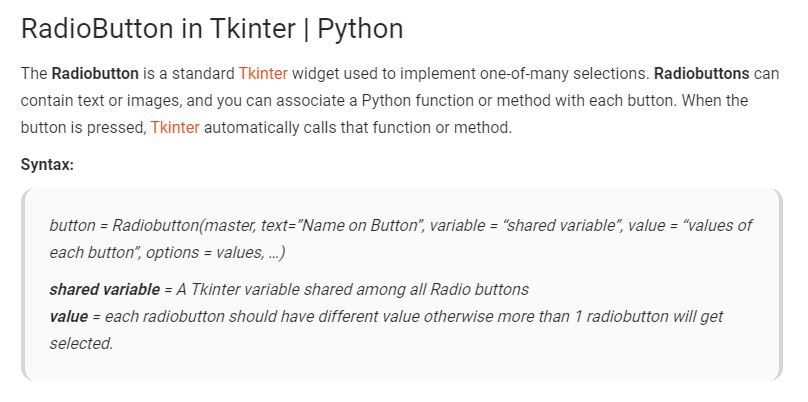 RadioButton in Tkinter | Python
The Radiobutton is a standard Tkinter widget used to implement one-of-many selections. Radiobuttons can
contain text or images, and you can associate a Python function or method with each button. When the
button is pressed, Tkinter automatically calls that function or method.
Syntax:
button = Radiobutton(master, text=”Name on Button”, variable = “shared variable”, value = “values of
each button”, options = values, …)
shared variable = A Tkinter variable shared among all Radio buttons
value = each radiobutton should have different value otherwise more than 1 radiobutton will get
selected.